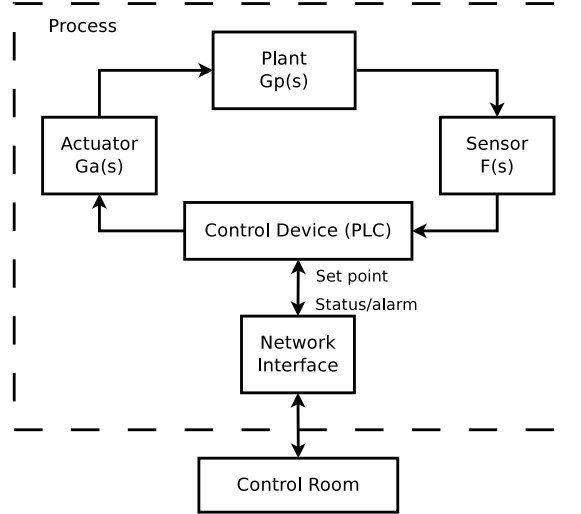 Process
Plant
Gp(s)
Actuator
Ga(s)
Sensor
F(s)
Control Device (PLC)
Set point
Status/alarm
Network
Interface
Control Room